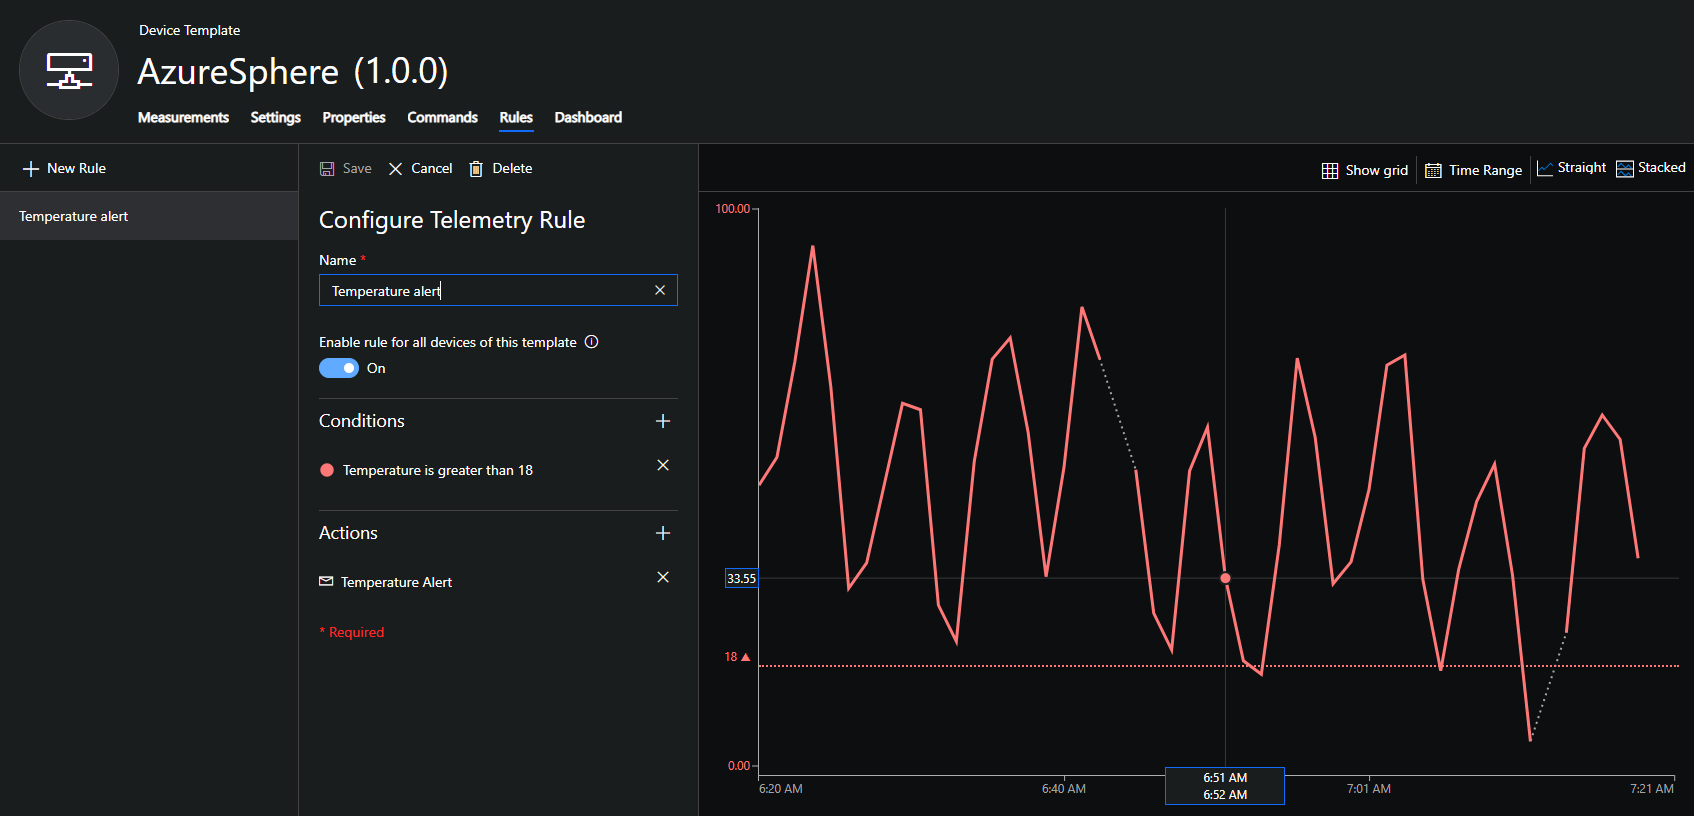 Device Template
AzureSphere (1.0.0)
Measurements Settings Properties Commands Rules Dashboard
New Rule
Temperature alert
Save Cancel Delete
Configure Telemetry Rule
Name *
Temperature alert
Enable rule for all devices of this template
On
Conditions
Temperature is greater than 18
Actions
Temperature Alert
* Required
Show grid Time Range Straight Stacked
100.00
33.55
18
0.00
6:20 AM 6:40 AM 7:01 AM 7:21 AM
6:51 AM
6:52 AM